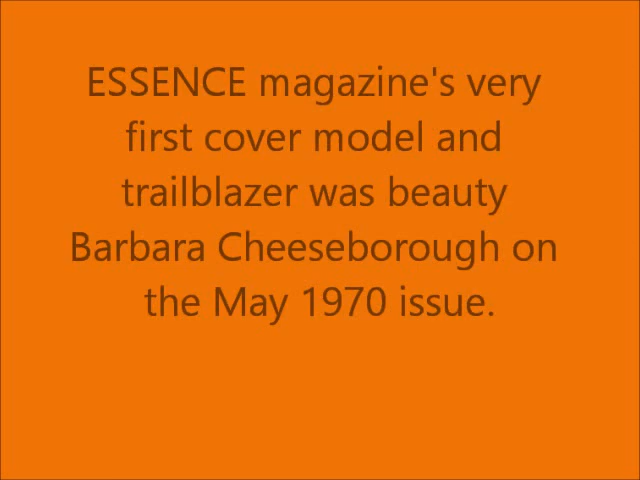 ESSENCE magazine's very
first cover model and
trailblazer was beauty
Barbara Cheeseborough on
the May 1970 issue.